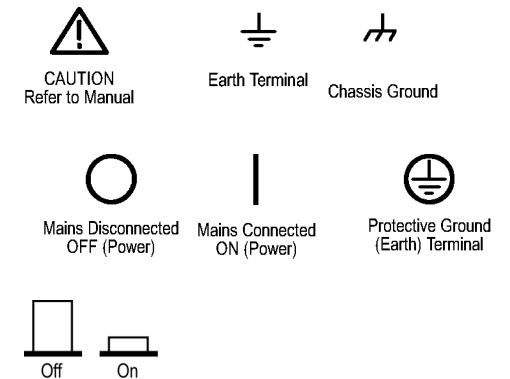 CAUTION
Refer to Manual
Earth Terminal
Chassis Ground
Mains Disconnected
OFF (Power)
Mains Connected
ON (Power)
Protective Ground
(Earth) Terminal
Off
On